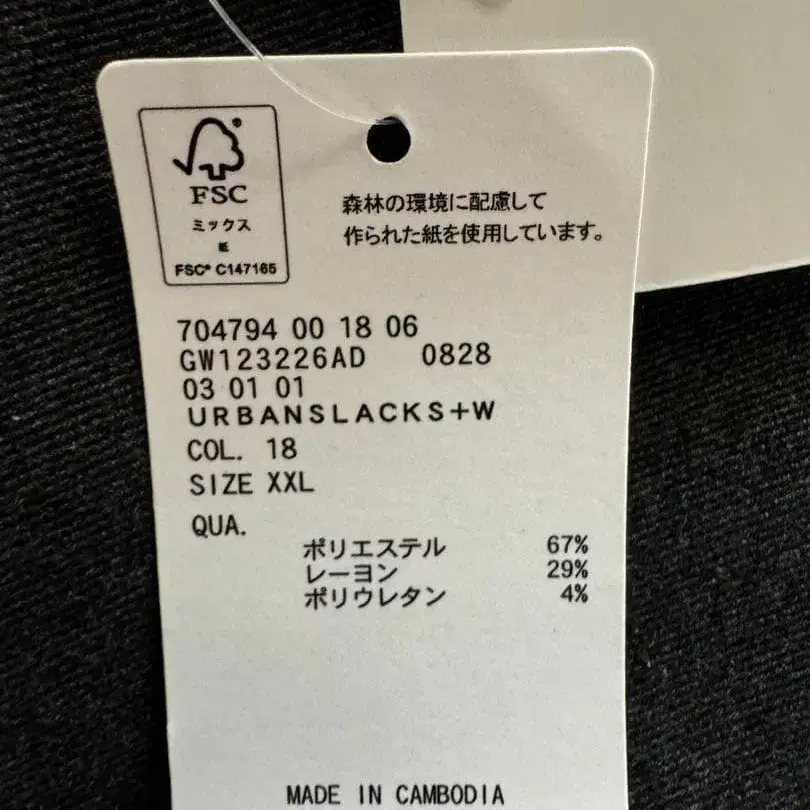 FSC
ミックス
紙
FSC® C147165
森林の環境に配慮して
作られた紙を使用しています。
704794 00 18 06
GW123226AD 0828
03 01 01
URBANSLACKS+W
COL. 18
SIZE XXL
QUA.
ポリエステル 67%
レーヨン 29%
ポリウレタン 4%
MADE IN CAMBODIA